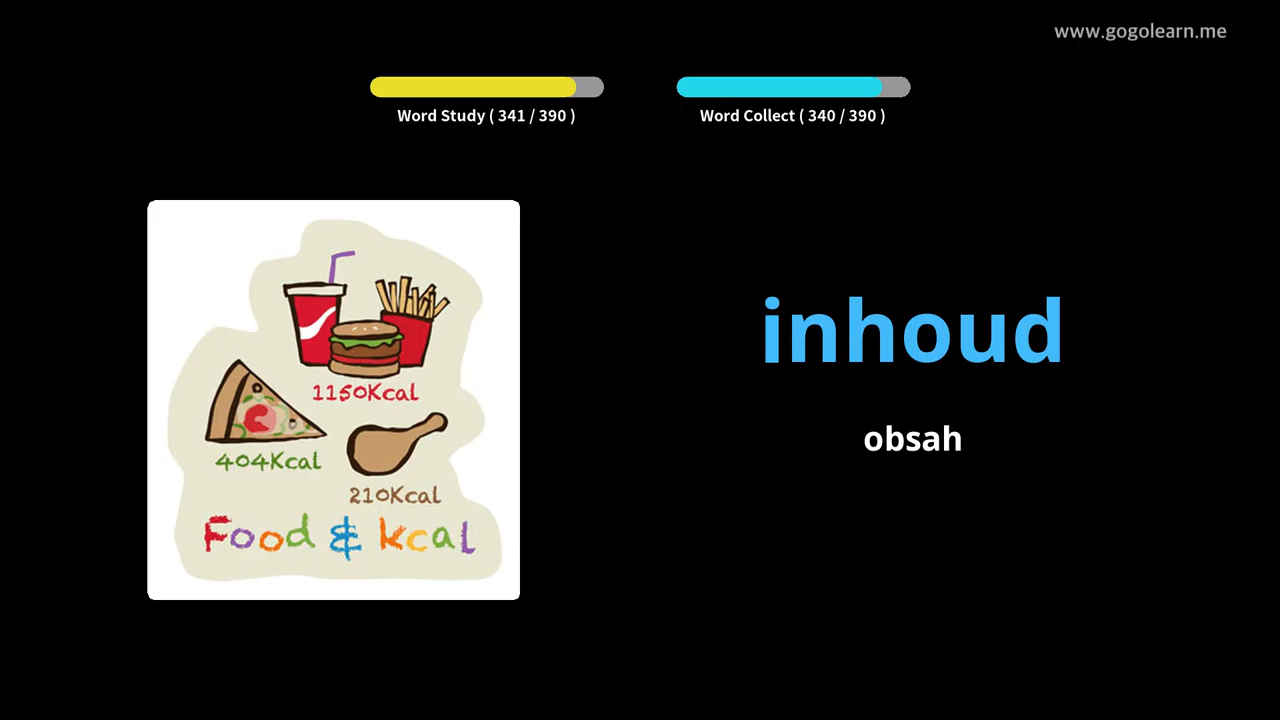 www.gogolearn.me
Word Study ( 341 / 390 )
Word Collect ( 340 / 390 )
1150Kcal
404Kcal
210Kcal
Food & kcal
inhoud
obsah